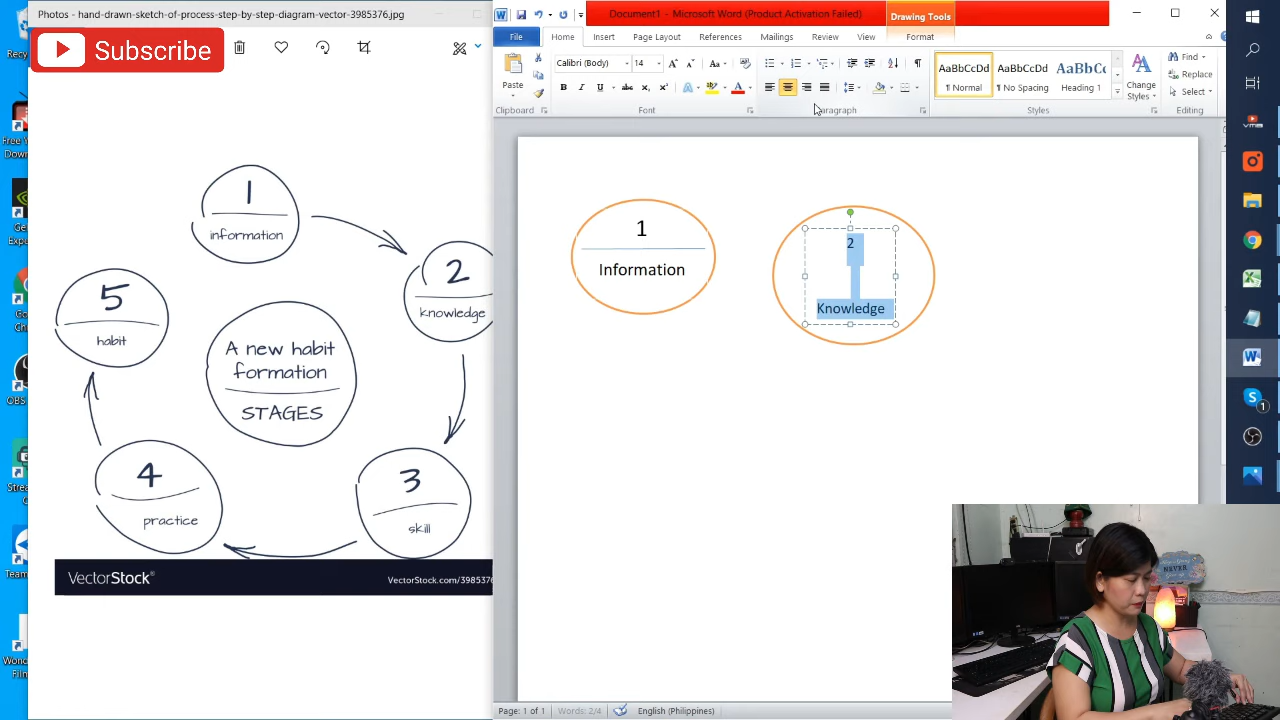 Photos - hand-drawn-sketch-of-process-step-by-step-diagram-vector-3985376.jpg
Subscribe
1
information
2
knowledge
5
habit
A new habit
formation
STAGES
4
practice
3
skill
VectorStock®
VectorStock.com/3985376
Document1 - Microsoft Word (Product Activation Failed)
Drawing Tools
File
Home
Insert
Page Layout
References
Mailings
Review
View
Format
Paste
Calibri (Body)
14
Clipboard
Font
Paragraph
AaBbCcDd
AaBbCcDd
AaBbC
¶ Normal
¶ No Spacing
Heading 1
Change
Styles
Styles
Find
Replace
Select
Editing
1
Information
2
Knowledge
Page: 1 of 1
Words: 2/4
English (Philippines)
NEVER